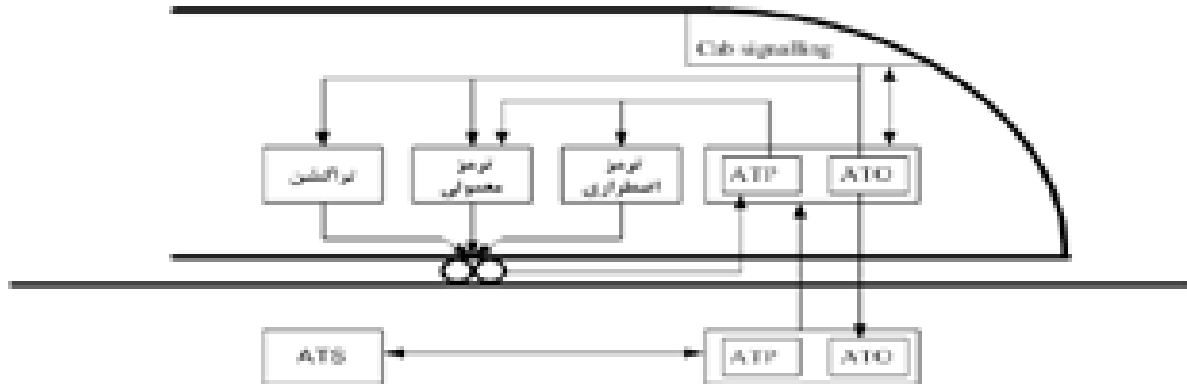 Cab signalling
تراکشن
ترمز
معمولی
ترمز
اضطراری
ATP
ATO
ATS
ATP
ATO